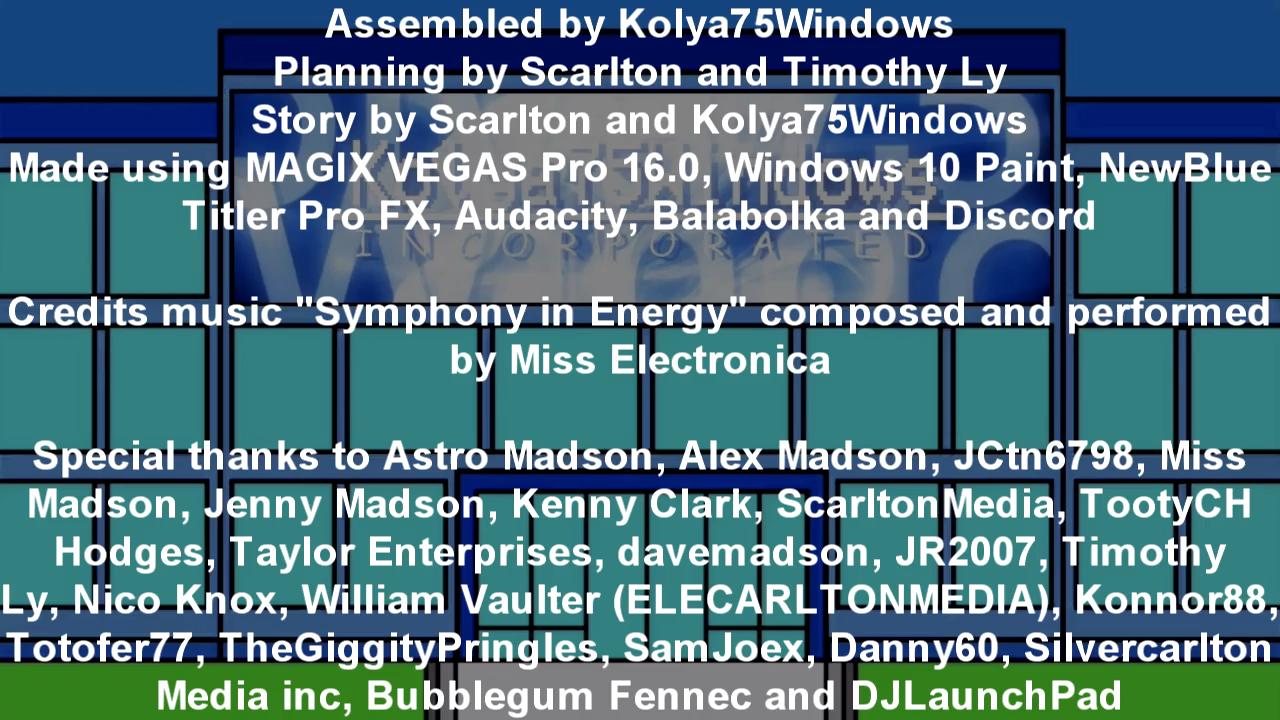 Assembled by Kolya75Windows
Planning by Scarlton and Timothy Ly
Story by Scarlton and Kolya75Windows
Made using MAGIX VEGAS Pro 16.0, Windows 10 Paint, NewBlue
Titler Pro FX, Audacity, Balabolka and Discord
INCORPORATED
Credits music "Symphony in Energy" composed and performed
by Miss Electronica
Special thanks to Astro Madson, Alex Madson, JCtn6798, Miss
Madson, Jenny Madson, Kenny Clark, ScarltonMedia, TootyCH
Hodges, Taylor Enterprises, davemadson, JR2007, Timothy
Ly, Nico Knox, William Vaulter (ELECARLTONMEDIA), Konnor88,
Totofer77, TheGiggityPringles, SamJoex, Danny60, Silvercarlton
Media inc, Bubblegum Fennec and DJLaunchPad